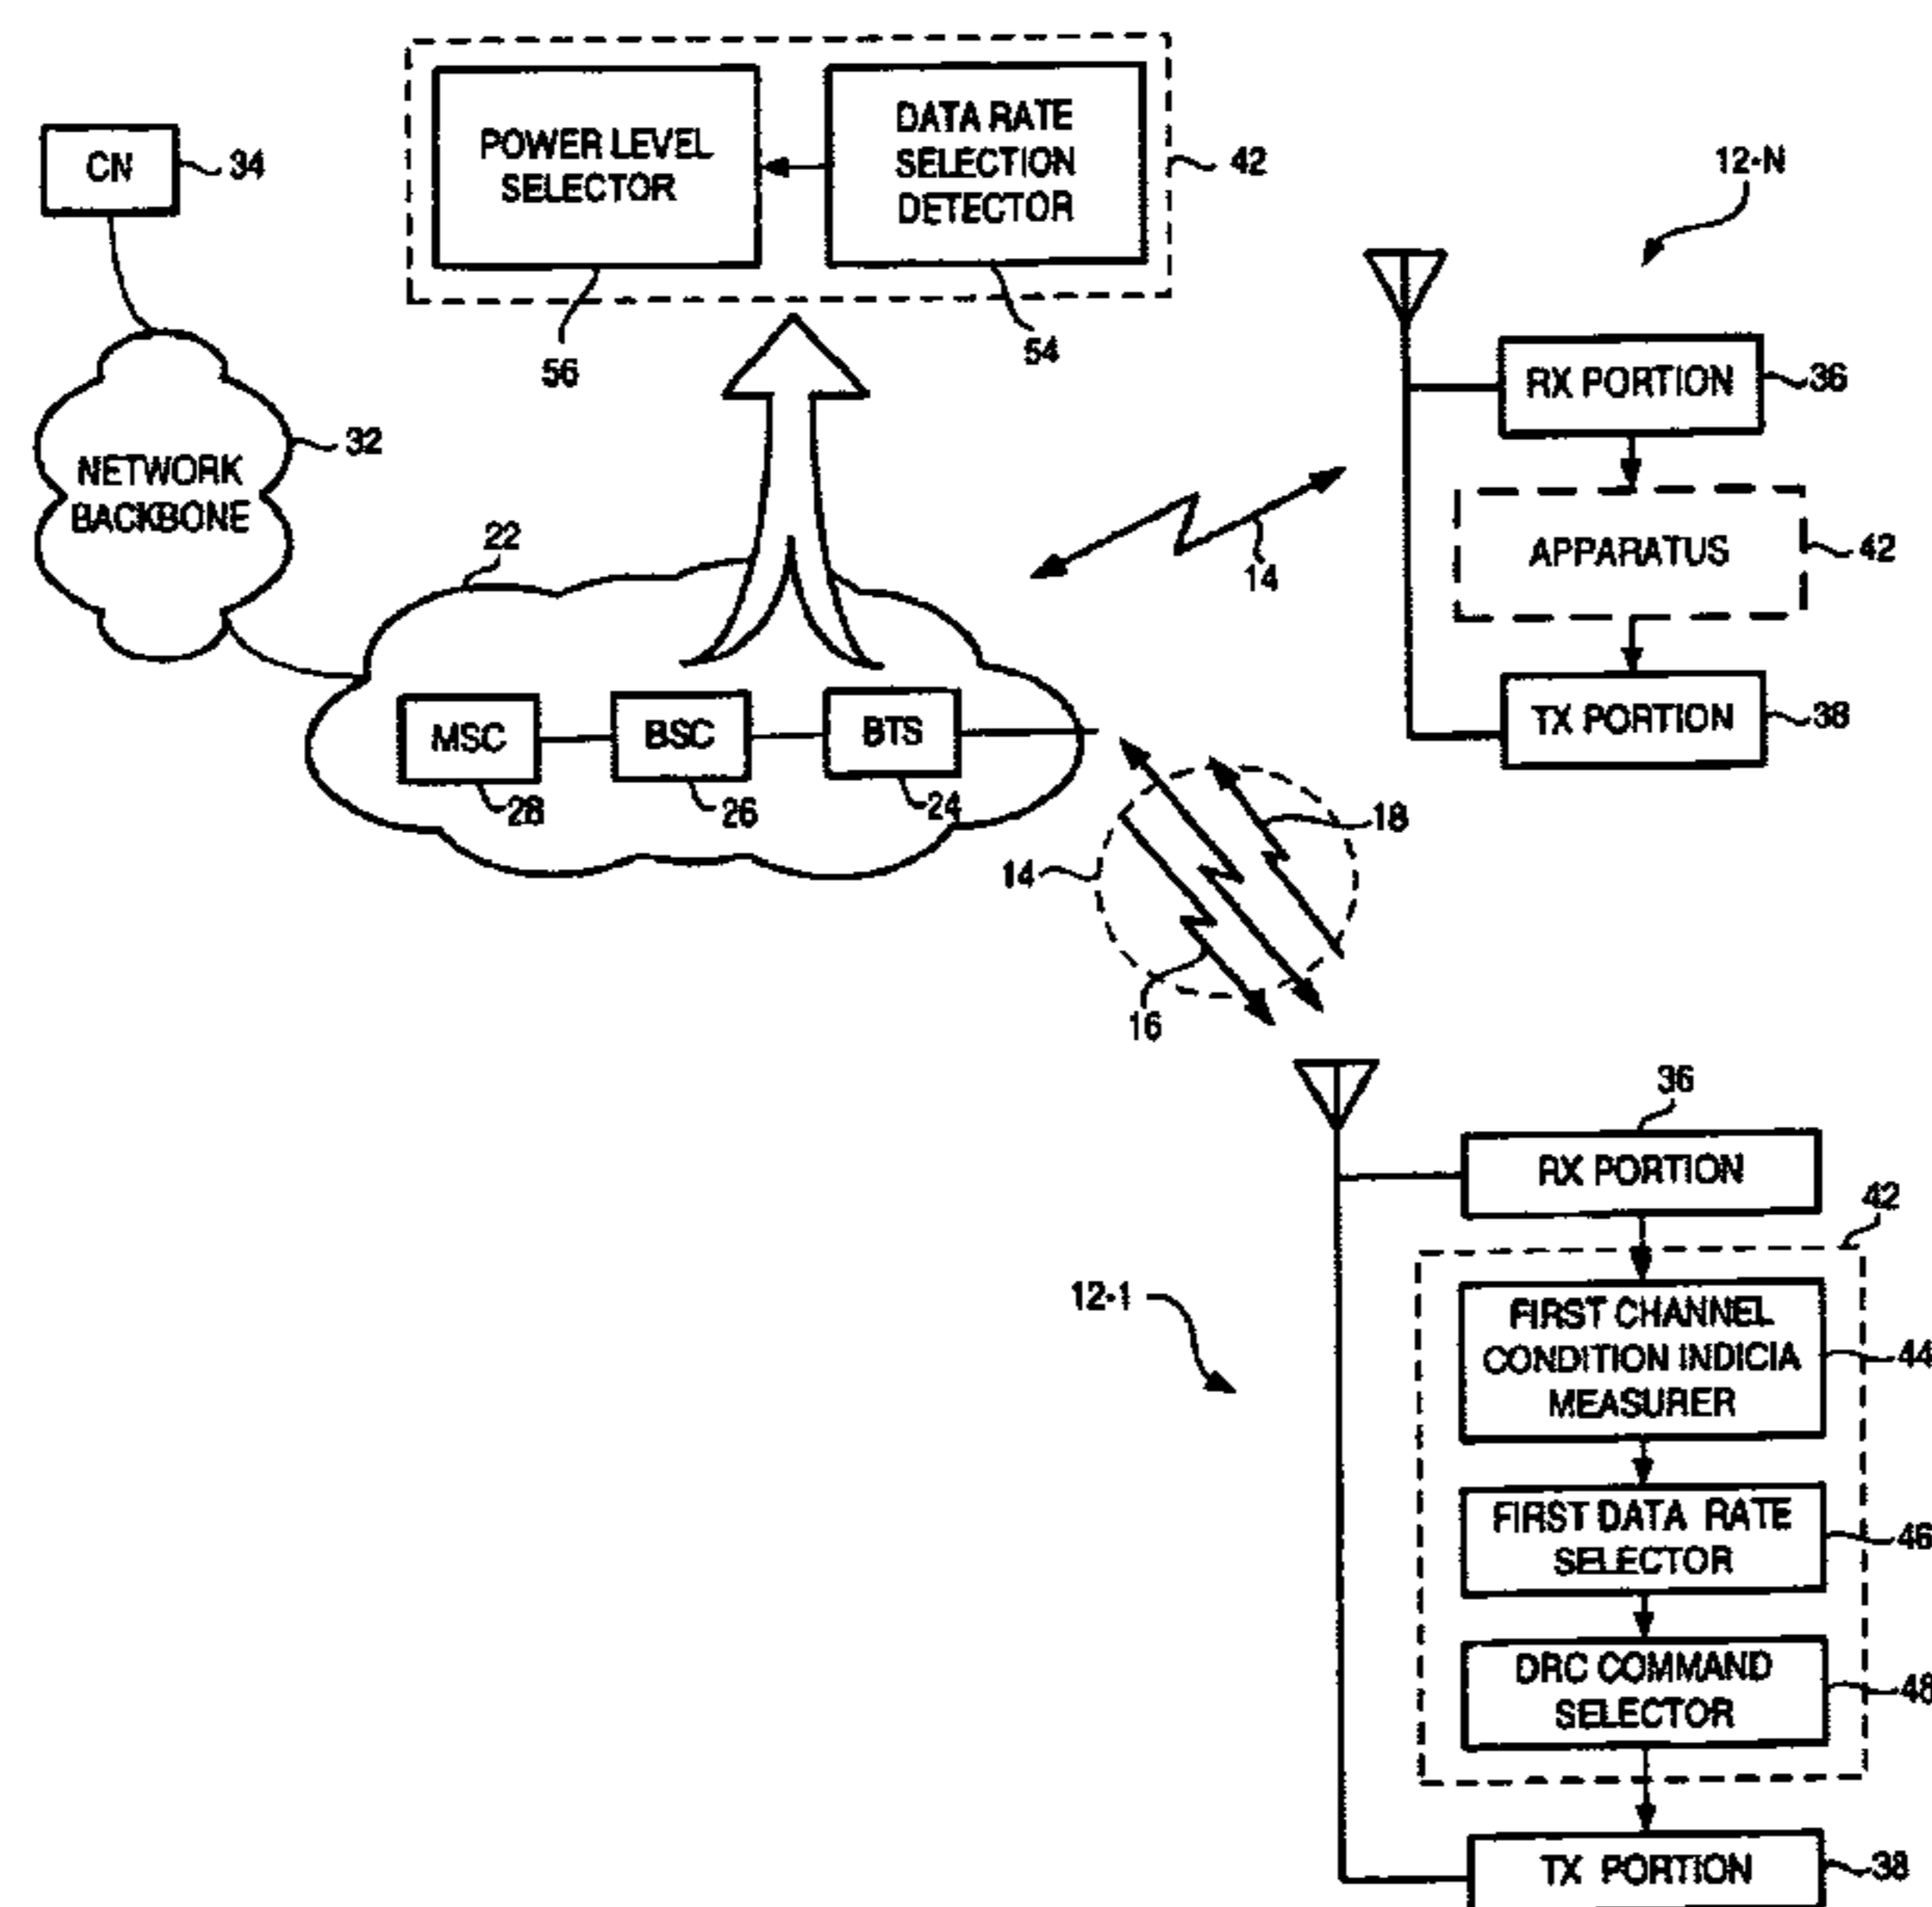 CN
34
POWER LEVEL
SELECTOR
DATA RATE
SELECTION
DETECTOR
42
56
54
12-N
NETWORK
BACKBONE
32
22
14
RX PORTION
36
APPARATUS
42
TX PORTION
38
MSC
28
BSC
26
BTS
24
14
18
16
12-1
36
RX PORTION
42
FIRST CHANNEL
CONDITION INDICIA
MEASURER
44
FIRST DATA RATE
SELECTOR
46
DRC COMMAND
SELECTOR
48
TX PORTION
38